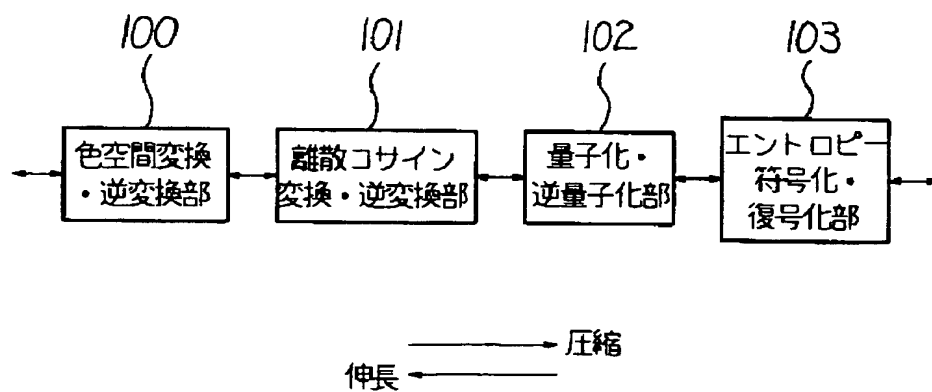 100
101
102
103
色空間変換
・逆変換部
離散コサイン
変換・逆変換部
量子化・
逆量子化部
エントロピー
符号化・
復号化部
圧縮
伸長